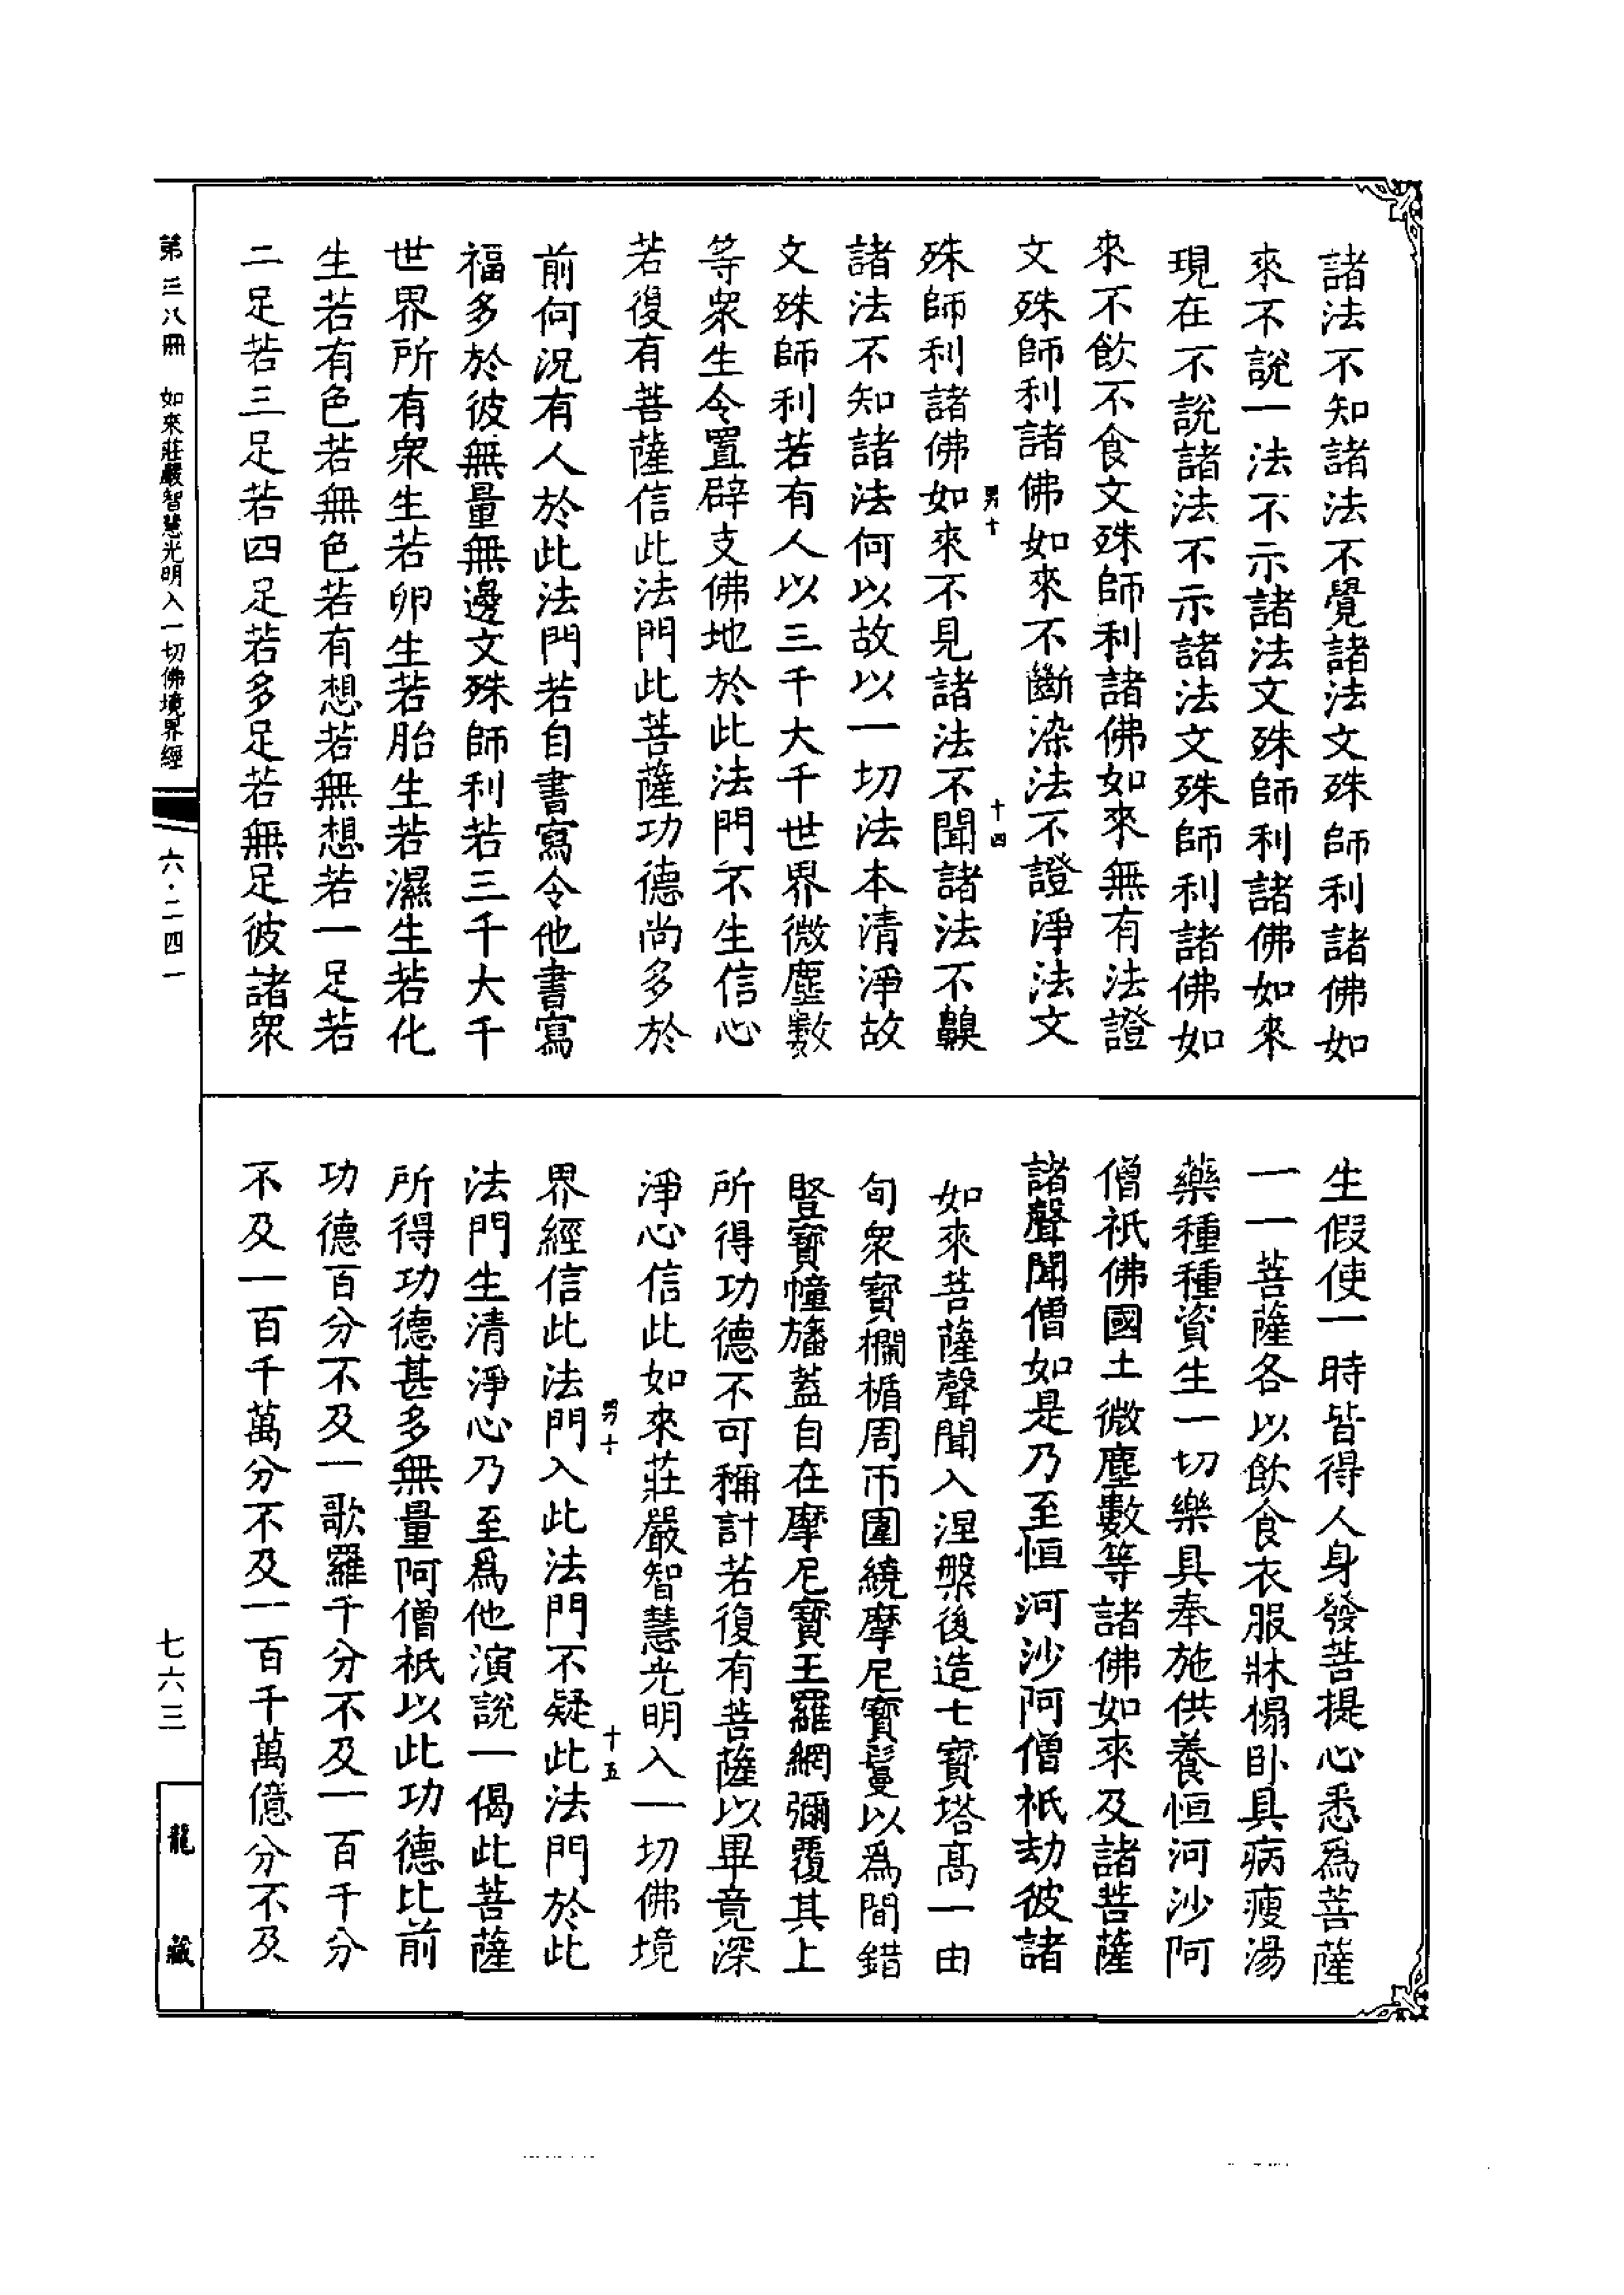 諸法不知諸法不覺諸法文殊師利諸佛如
來不說一法不示諸法文殊師利諸佛如來
現在不說諸法不示諸法文殊師利諸佛如
來不飲不食文殊師利諸佛如來無有法證
文殊師利諸佛如來不斷染法不證淨法文
男十
十四
殊師利諸佛如來不見諸法不聞諸法不齅
諸法不知諸法何以故以一切法本清淨故
文殊師利若有人以三千大千世界微塵數
等衆生令置辟支佛地於此法門不生信心
若復有菩薩信此法門此菩薩功德尚多於
前何況有人於此法門若自書寫令他書寫
福多於彼無量無邊文殊師利若三千大千
世界所有衆生若卵生若胎生若濕生若化
生若有色若無色若有想若無想若一足若
二足若三足若四足若多足若無足彼諸衆
生假使一時皆得人身發菩提心悉爲菩薩
一一菩薩各以飲食衣服牀榻卧具病瘦湯
藥種種資生一切樂具奉施供養恒河沙阿
僧祇佛國土微塵數等諸佛如來及諸菩薩
諸聲聞僧如是乃至恒河沙阿僧祇劫彼諸
如來菩薩聲聞入涅槃後造七寶塔高一由
旬衆寶欄楯周帀圍繞摩尼寶鬘以爲間錯
豎寶幢旛蓋自在摩尼寶王羅網彌覆其上
所得功德不可稱計若復有菩薩以畢竟深
淨心信此如來莊嚴智慧光明入一切佛境
男十
十五
界經信此法門入此法門不疑此法門於此
法門生清淨心乃至爲他演說一偈此菩薩
所得功德甚多無量阿僧祇以此功德比前
功德百分不及一歌羅千分不及一百千分
不及一百千萬分不及一百千萬億分不及
第三八冊 如來莊嚴智慧光明入一切佛境界經
六·二四一
七六三
龍藏